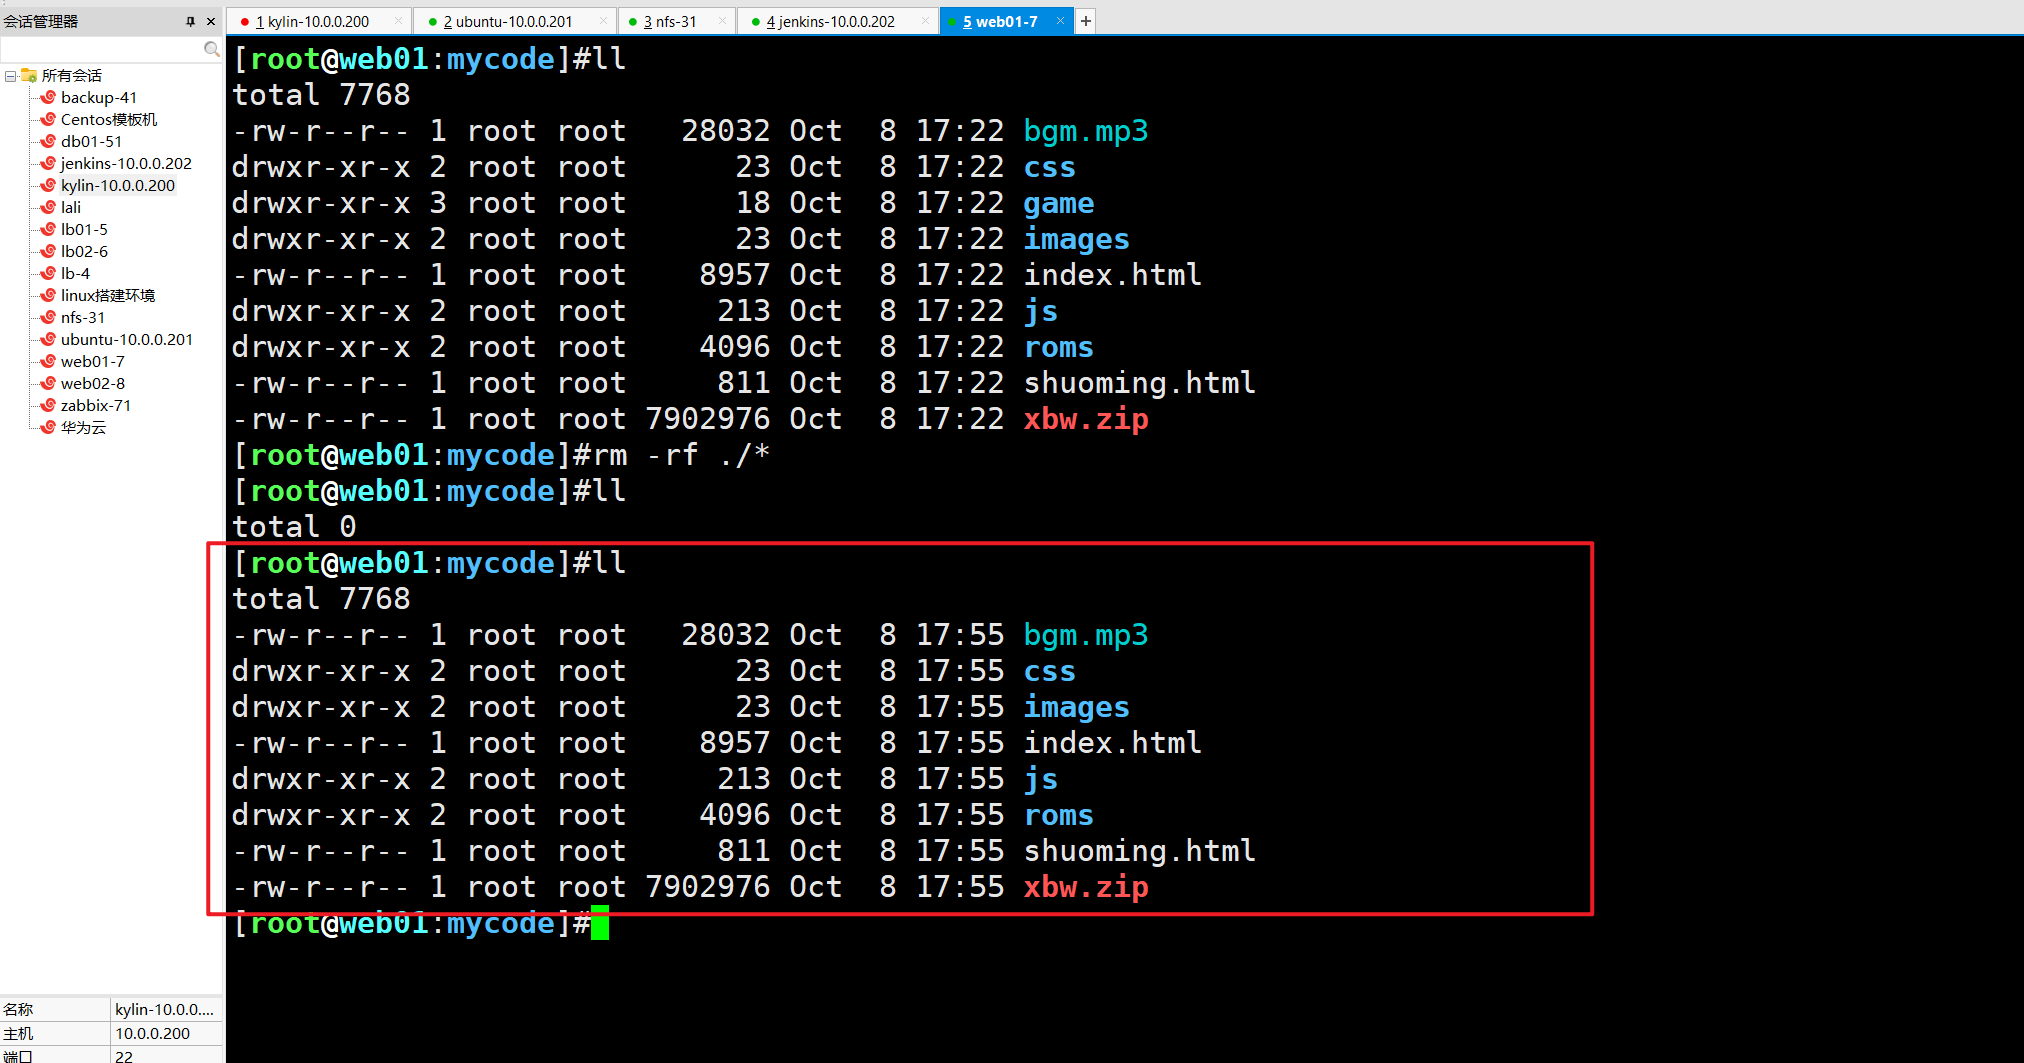 会话管理器
1 kylin-10.0.0.200
2 ubuntu-10.0.0.201
3 nfs-31
4 jenkins-10.0.0.202
5 web01-7
所有会话
backup-41
Centos模板机
db01-51
jenkins-10.0.0.202
kylin-10.0.0.200
lali
lb01-5
lb02-6
lb-4
linux搭建环境
nfs-31
ubuntu-10.0.0.201
web01-7
web02-8
zabbix-71
华为云
名称 kylin-10.0.0....
主机 10.0.0.200
端口 22
[root@web01:mycode]#ll
total 7768
-rw-r--r-- 1 root root   28032 Oct  8 17:22 bgm.mp3
drwxr-xr-x 2 root root      23 Oct  8 17:22 css
drwxr-xr-x 3 root root      18 Oct  8 17:22 game
drwxr-xr-x 2 root root      23 Oct  8 17:22 images
-rw-r--r-- 1 root root    8957 Oct  8 17:22 index.html
drwxr-xr-x 2 root root     213 Oct  8 17:22 js
drwxr-xr-x 2 root root    4096 Oct  8 17:22 roms
-rw-r--r-- 1 root root     811 Oct  8 17:22 shuoming.html
-rw-r--r-- 1 root root 7902976 Oct  8 17:22 xbw.zip
[root@web01:mycode]#rm -rf ./*
[root@web01:mycode]#ll
total 0
[root@web01:mycode]#ll
total 7768
-rw-r--r-- 1 root root   28032 Oct  8 17:55 bgm.mp3
drwxr-xr-x 2 root root      23 Oct  8 17:55 css
drwxr-xr-x 2 root root      23 Oct  8 17:55 images
-rw-r--r-- 1 root root    8957 Oct  8 17:55 index.html
drwxr-xr-x 2 root root     213 Oct  8 17:55 js
drwxr-xr-x 2 root root    4096 Oct  8 17:55 roms
-rw-r--r-- 1 root root     811 Oct  8 17:55 shuoming.html
-rw-r--r-- 1 root root 7902976 Oct  8 17:55 xbw.zip
[root@web01:mycode]#